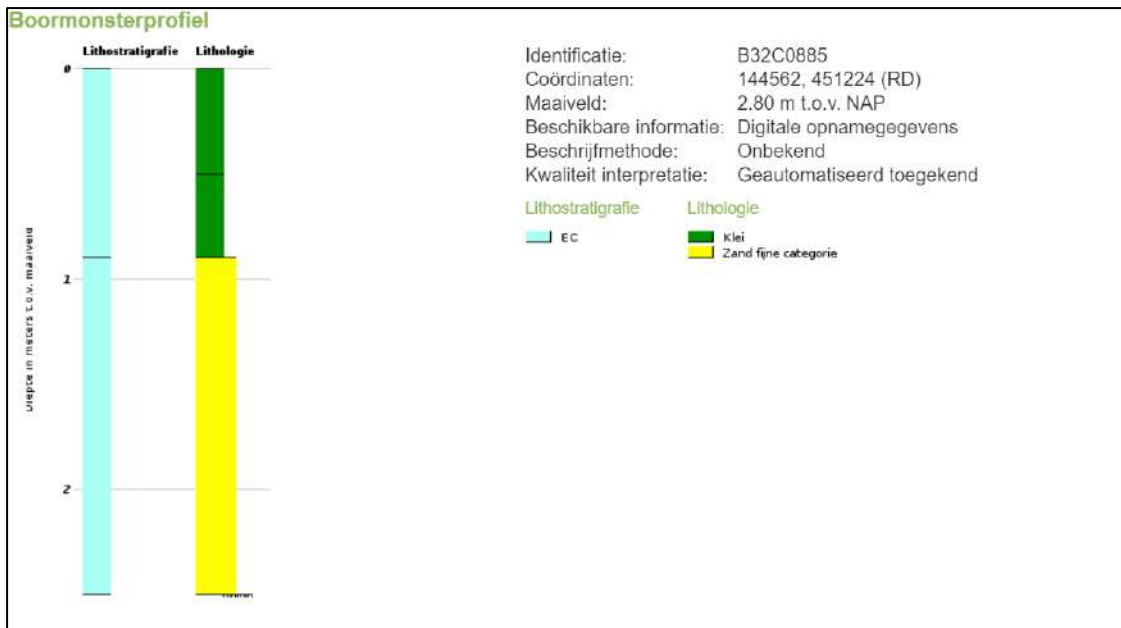 Boormonsterprofiel
Lithostratigrafie Lithologie
0
1
2
Diepte in meters t.o.v. maaiveld
Identificatie: B32C0885
Coördinaten: 144562, 451224 (RD)
Maaiveld: 2.80 m t.o.v. NAP
Beschikbare informatie: Digitale opnamegegevens
Beschrijfmethode: Onbekend
Kwaliteit interpretatie: Geautomatiseerd toegekend
Lithostratigrafie Lithologie
EC Klei
Zand fijne categorie